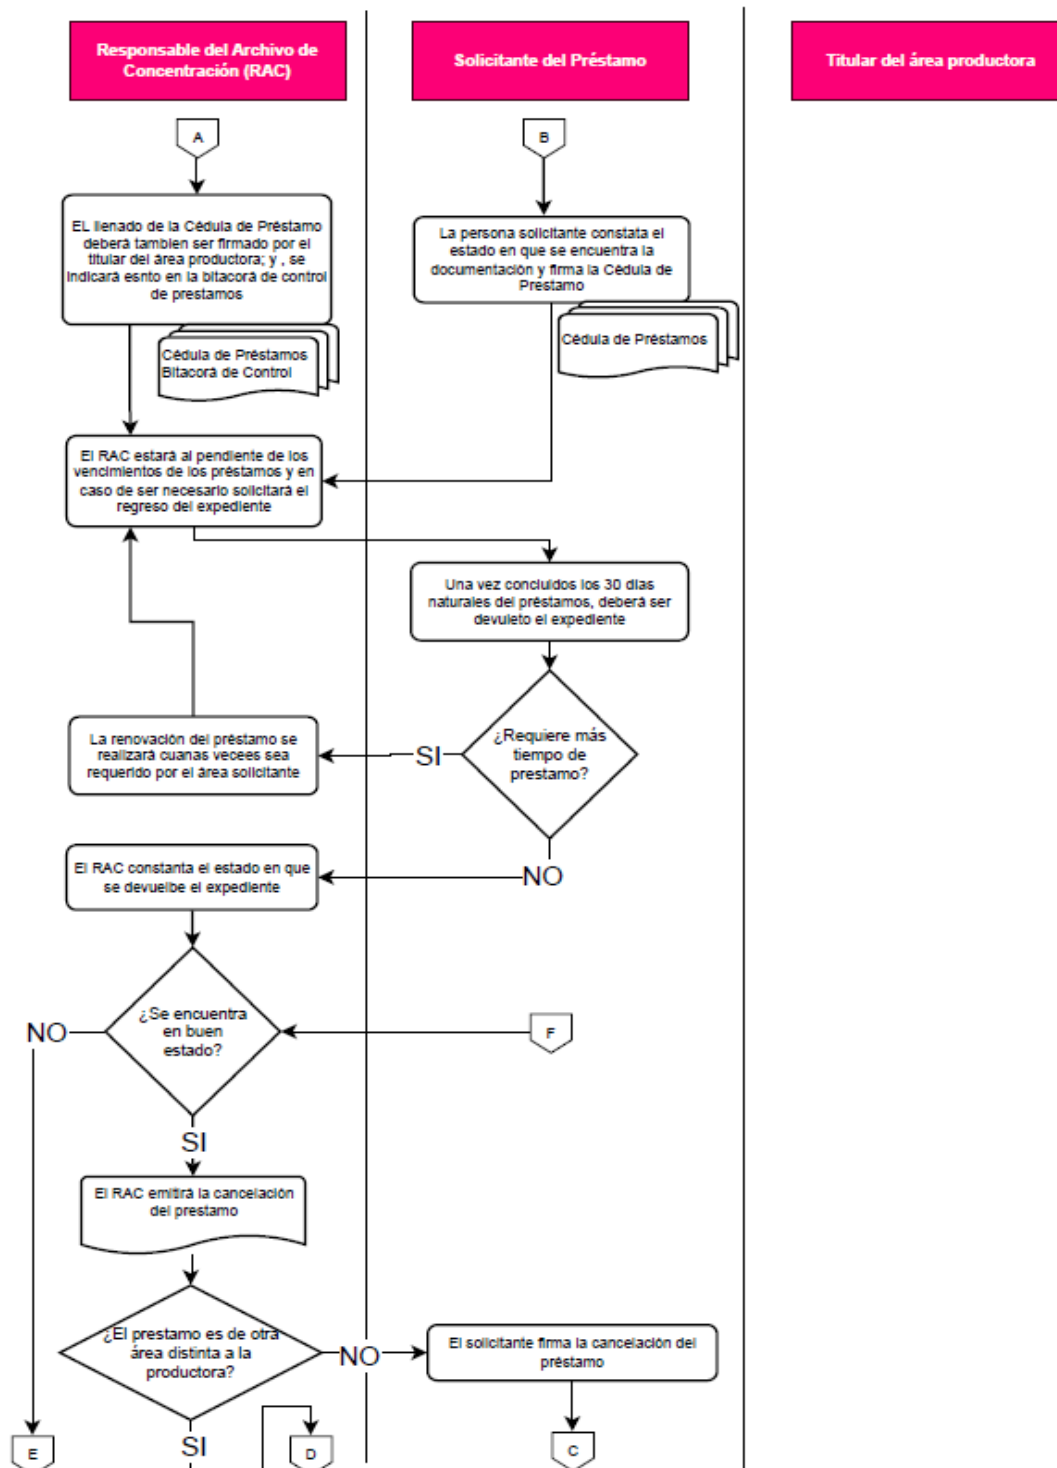 Responsable del Archivo de
Concentración (RAC)
Solicitante del Préstamo
Titular del área productora
A
B
EL llenado de la Cédula de Préstamo
deberá tambien ser firmado por el
titular del área productora; y , se
indicará esnto en la bitacorá de control
de prestamos
La persona solicitante constata el
estado en que se encuentra la
documentación y firma la Cédula de
Prestamo
Cédula de Préstamos
Bitacorá de Control
Cédula de Préstamos
El RAC estará al pendiente de los
vencimientos de los préstamos y en
caso de ser necesario solicitará el
regreso del expediente
Una vez concluidos los 30 días
naturales del préstamos, deberá ser
devuleto el expediente
¿Requiere más
tiempo de
prestamo?
SI
La renovación del préstamo se
realizará cuanas vecees sea
requerido por el área solicitante
NO
El RAC constanta el estado en que
se devuelbe el expediente
¿Se encuentra
en buen
estado?
NO
F
SI
El RAC emitirá la cancelación
del prestamo
¿El prestamo es de otra
área distinta a la
productora?
NO
El solicitante firma la cancelación del
préstamo
E
SI
D
C